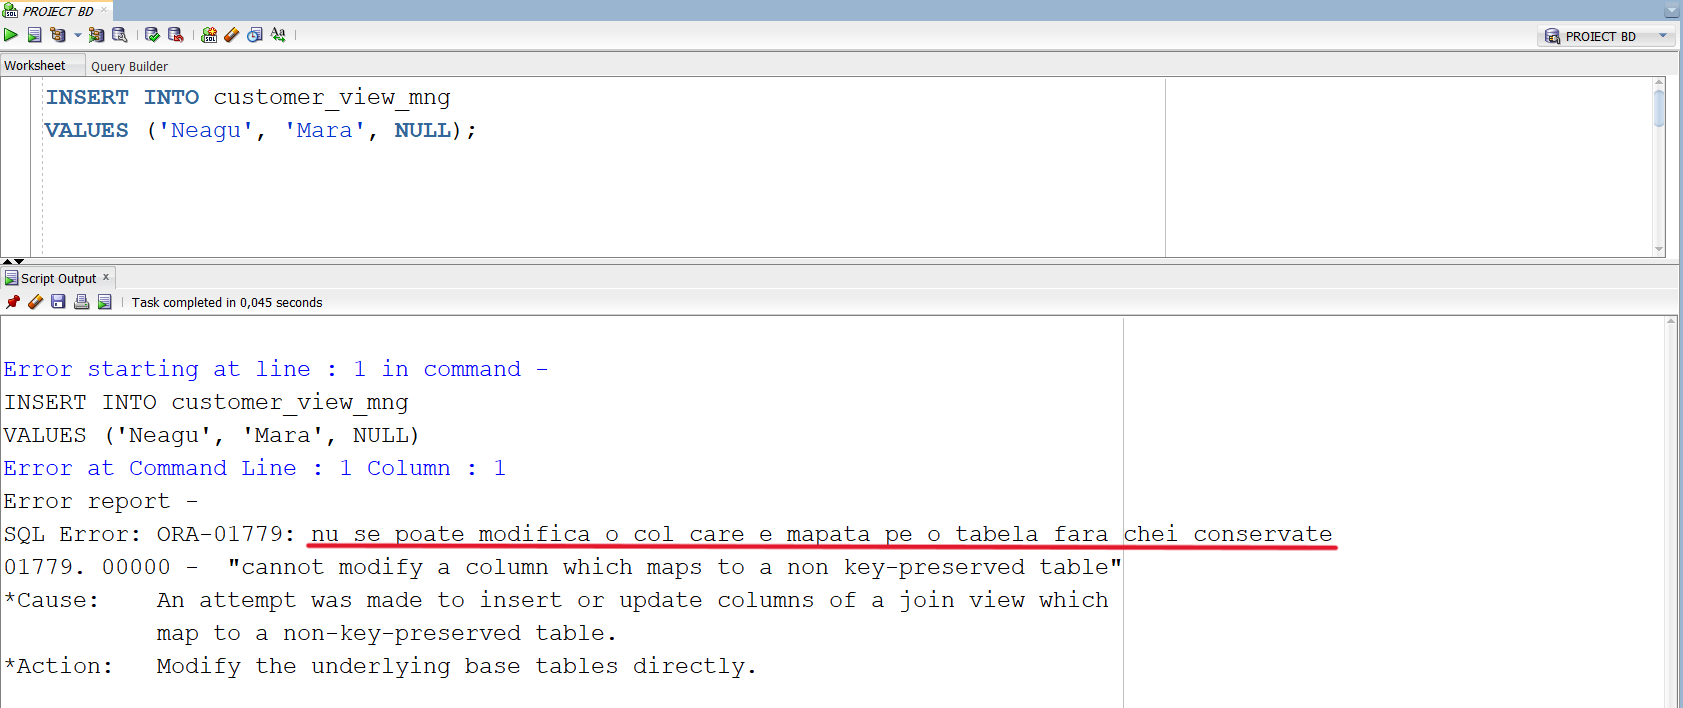 PROIECT BD
PROIECT BD
Worksheet
Query Builder
INSERT INTO customer_view_mng
VALUES ('Neagu', 'Mara', NULL);
Script Output
Task completed in 0,045 seconds
Error starting at line : 1 in command -
INSERT INTO customer_view_mng
VALUES ('Neagu', 'Mara', NULL)
Error at Command Line : 1 Column : 1
Error report -
SQL Error: ORA-01779: nu se poate modifica o col care e mapata pe o tabela fara chei conservate
01779. 00000 -  "cannot modify a column which maps to a non key-preserved table"
*Cause:    An attempt was made to insert or update columns of a join view which
map to a non-key-preserved table.
*Action:   Modify the underlying base tables directly.